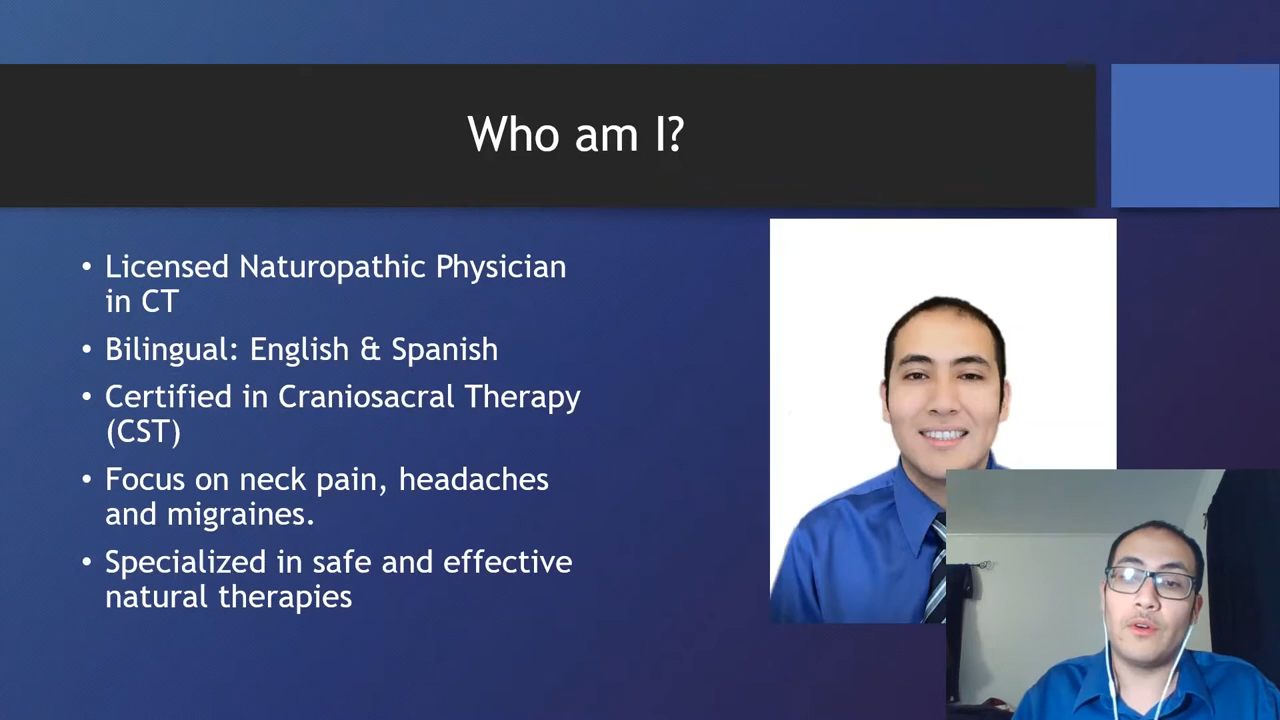 Who am I?
• Licensed Naturopathic Physician
in CT
• Bilingual: English & Spanish
• Certified in Craniosacral Therapy
(CST)
• Focus on neck pain, headaches
and migraines.
• Specialized in safe and effective
natural therapies